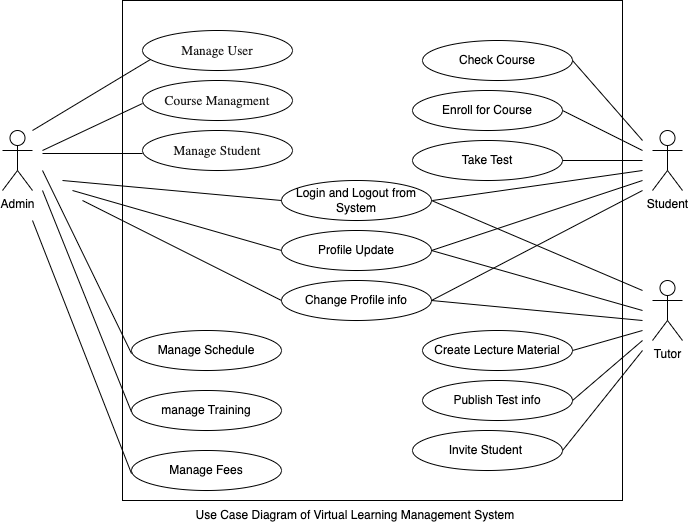 Manage User
Check Course
Course Managment
Enroll for Course
Manage Student
Take Test
Admin
Student
Login and Logout from
System
Profile Update
Change Profile info
Manage Schedule
Create Lecture Material
Tutor
manage Training
Publish Test info
Invite Student
Manage Fees
Use Case Diagram of Virtual Learning Management System